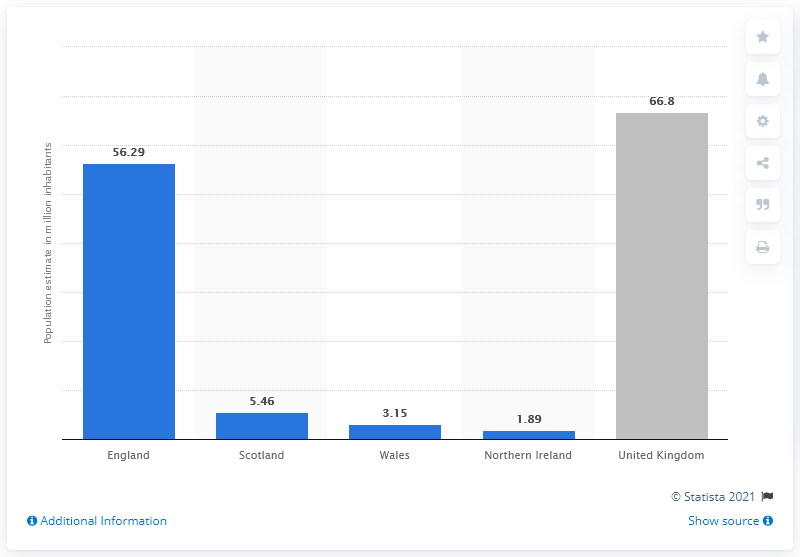 66.8
56.29
5.46
3.15
1.89
Population estimate in million inhabitants
England
Scotland
Wales
Northern Ireland
United Kingdom
© Statista 2021
Additional Information
Show source